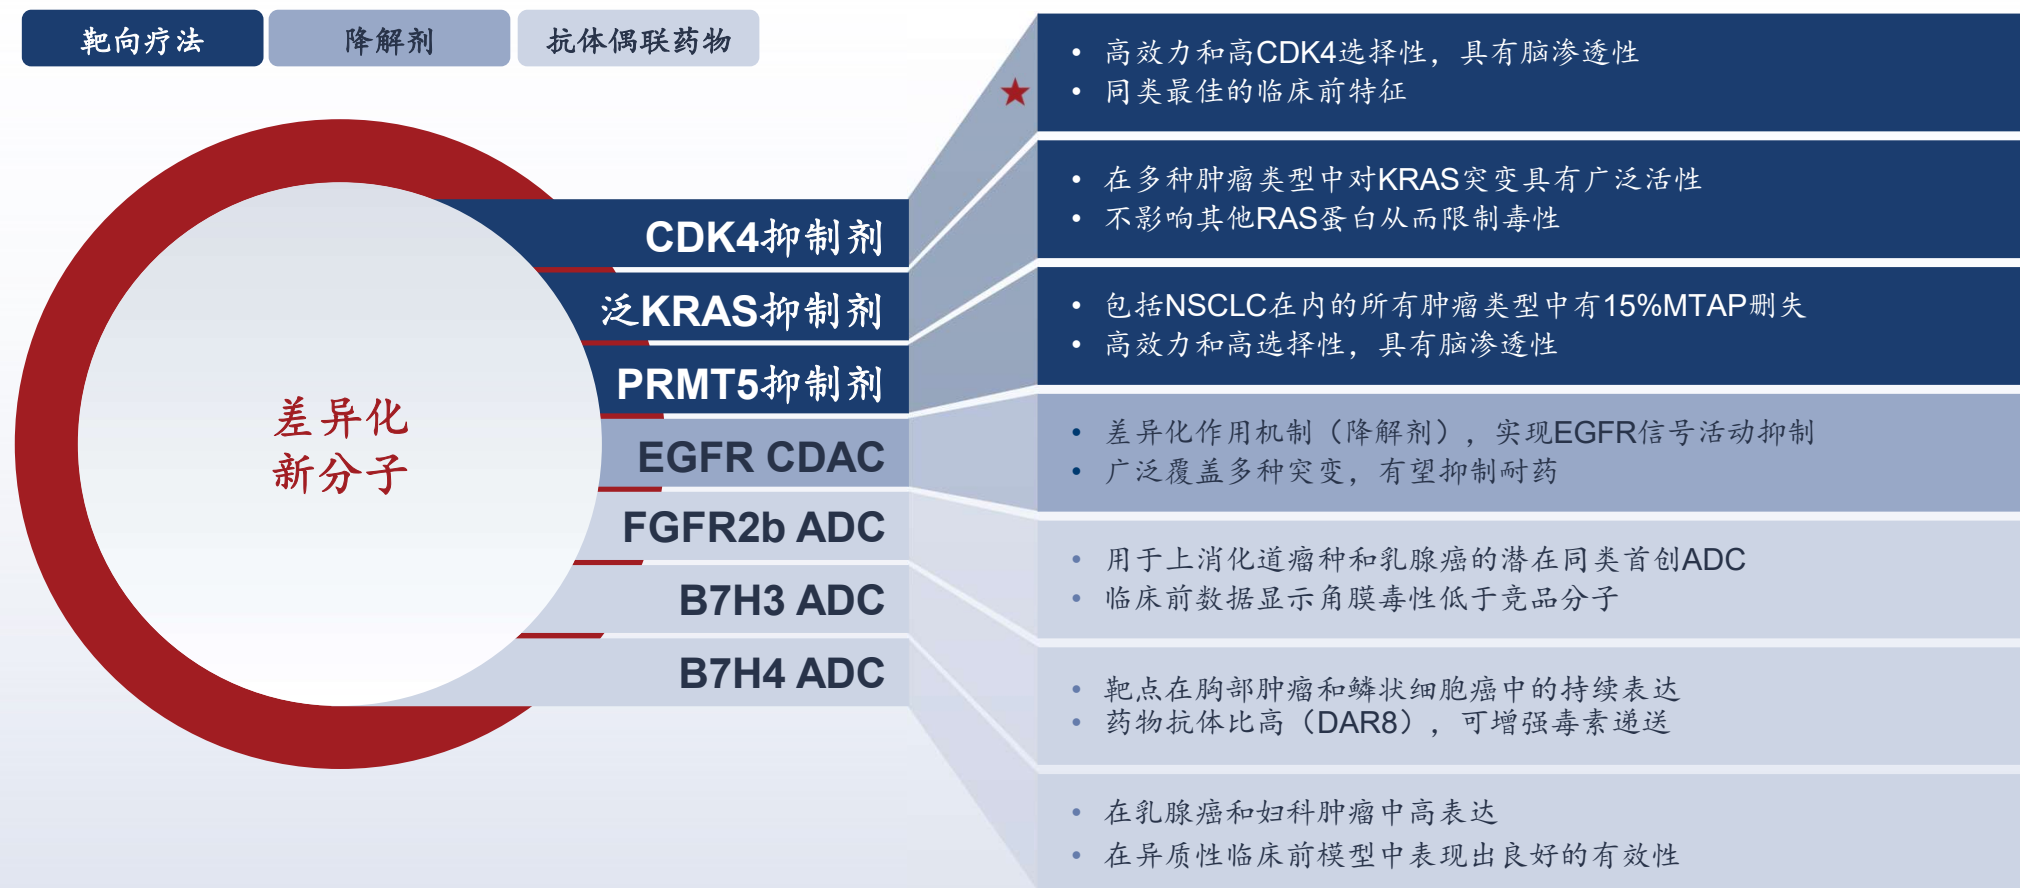 靶向疗法
降解剂
抗体偶联药物
差异化
新分子
CDK4抑制剂
• 高效力和高CDK4选择性，具有脑渗透性
• 同类最佳的临床前特征
泛KRAS抑制剂
• 在多种肿瘤类型中对KRAS突变具有广泛活性
• 不影响其他RAS蛋白从而限制毒性
PRMT5抑制剂
• 包括NSCLC在内的所有肿瘤类型中有15%MTAP删失
• 高效力和高选择性，具有脑渗透性
EGFR CDAC
• 差异化作用机制（降解剂），实现EGFR信号活动抑制
• 广泛覆盖多种突变，有望抑制耐药
FGFR2b ADC
• 用于上消化道瘤种和乳腺癌的潜在同类首创ADC
• 临床前数据显示角膜毒性低于竞品分子
B7H3 ADC
• 靶点在胸部肿瘤和鳞状细胞癌中的持续表达
• 药物抗体比高（DAR8），可增强毒素递送
B7H4 ADC
• 在乳腺癌和妇科肿瘤中高表达
• 在异质性临床前模型中表现出良好的有效性